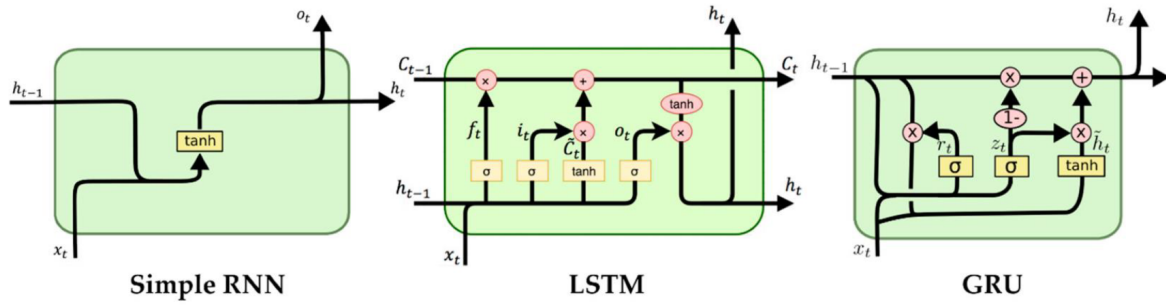 o_t
h_{t-1}
h_t
tanh
x_t
Simple RNN
h_t
C_{t-1}
×
+
C_t
tanh
f_t
i_t
×
o_t
×
C̃_t
σ
σ
tanh
σ
h_{t-1}
h_t
x_t
LSTM
h_t
h_{t-1}
x
+
1-
x
r_t
z_t
x
h̃_t
σ
σ
tanh
x_t
GRU